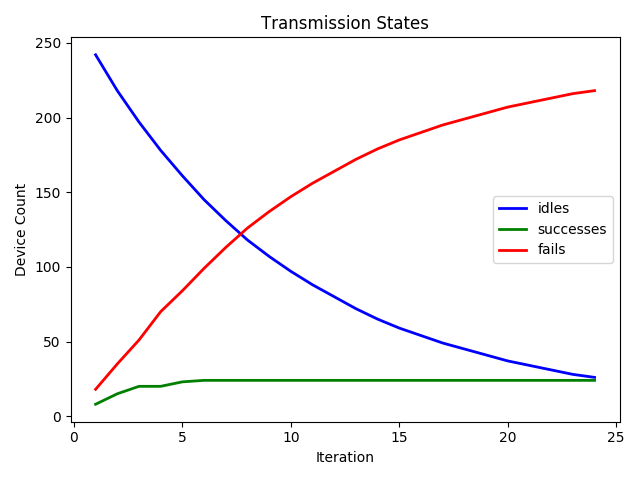 Transmission States
250
200
150
100
50
0
Device Count
idles
successes
fails
0 5 10 15 20 25
Iteration